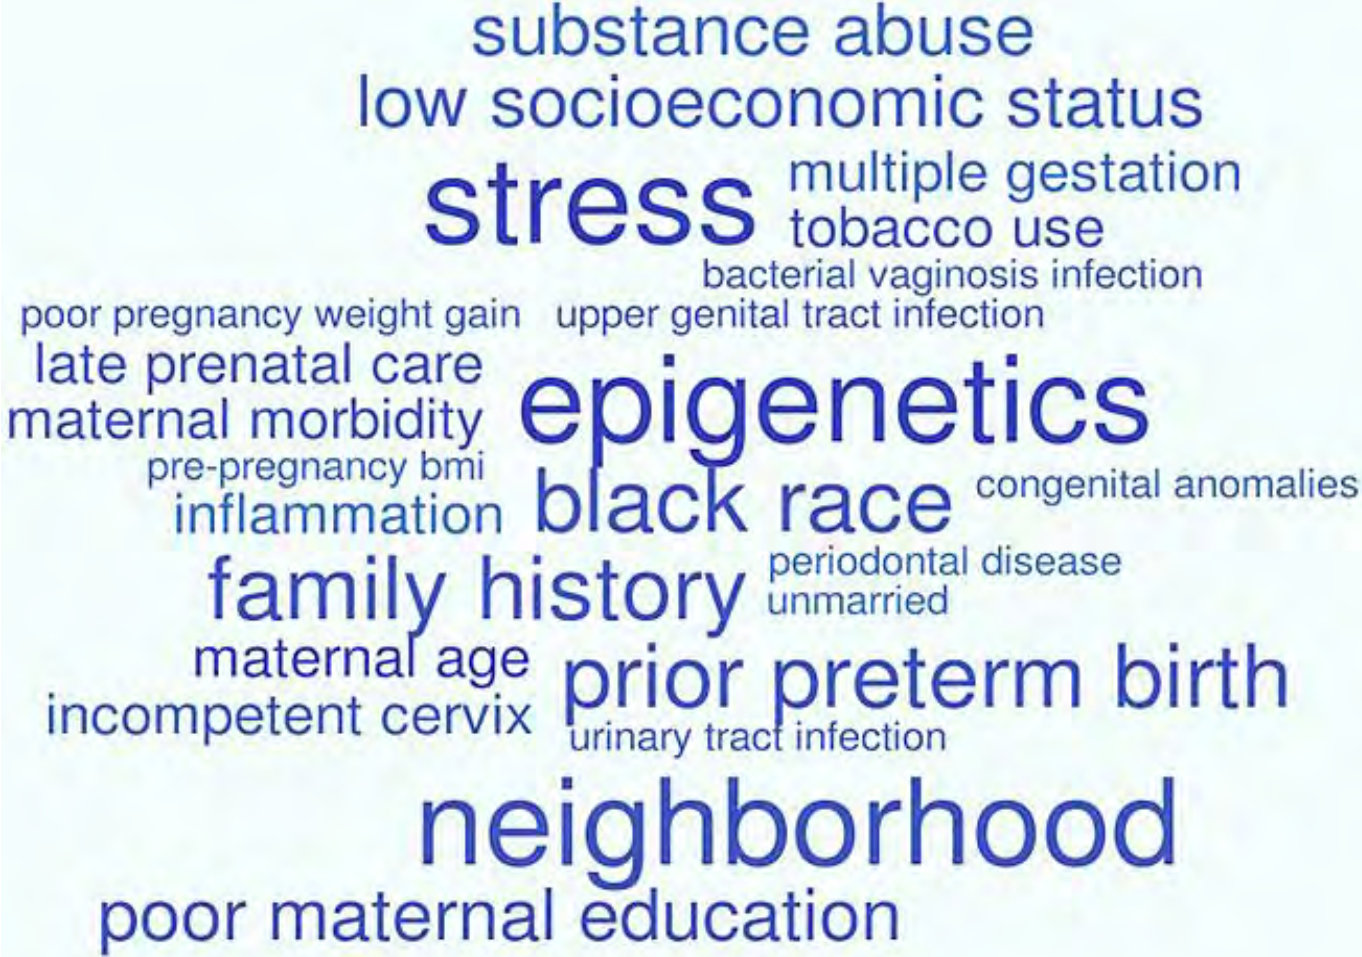 substance abuse
low socioeconomic status
stress
multiple gestation
tobacco use
bacterial vaginosis infection
poor pregnancy weight gain
upper genital tract infection
late prenatal care
maternal morbidity
epigenetics
pre-pregnancy bmi
inflammation
black race
congenital anomalies
family history
periodontal disease
unmarried
maternal age
incompetent cervix
prior preterm birth
urinary tract infection
neighborhood
poor maternal education